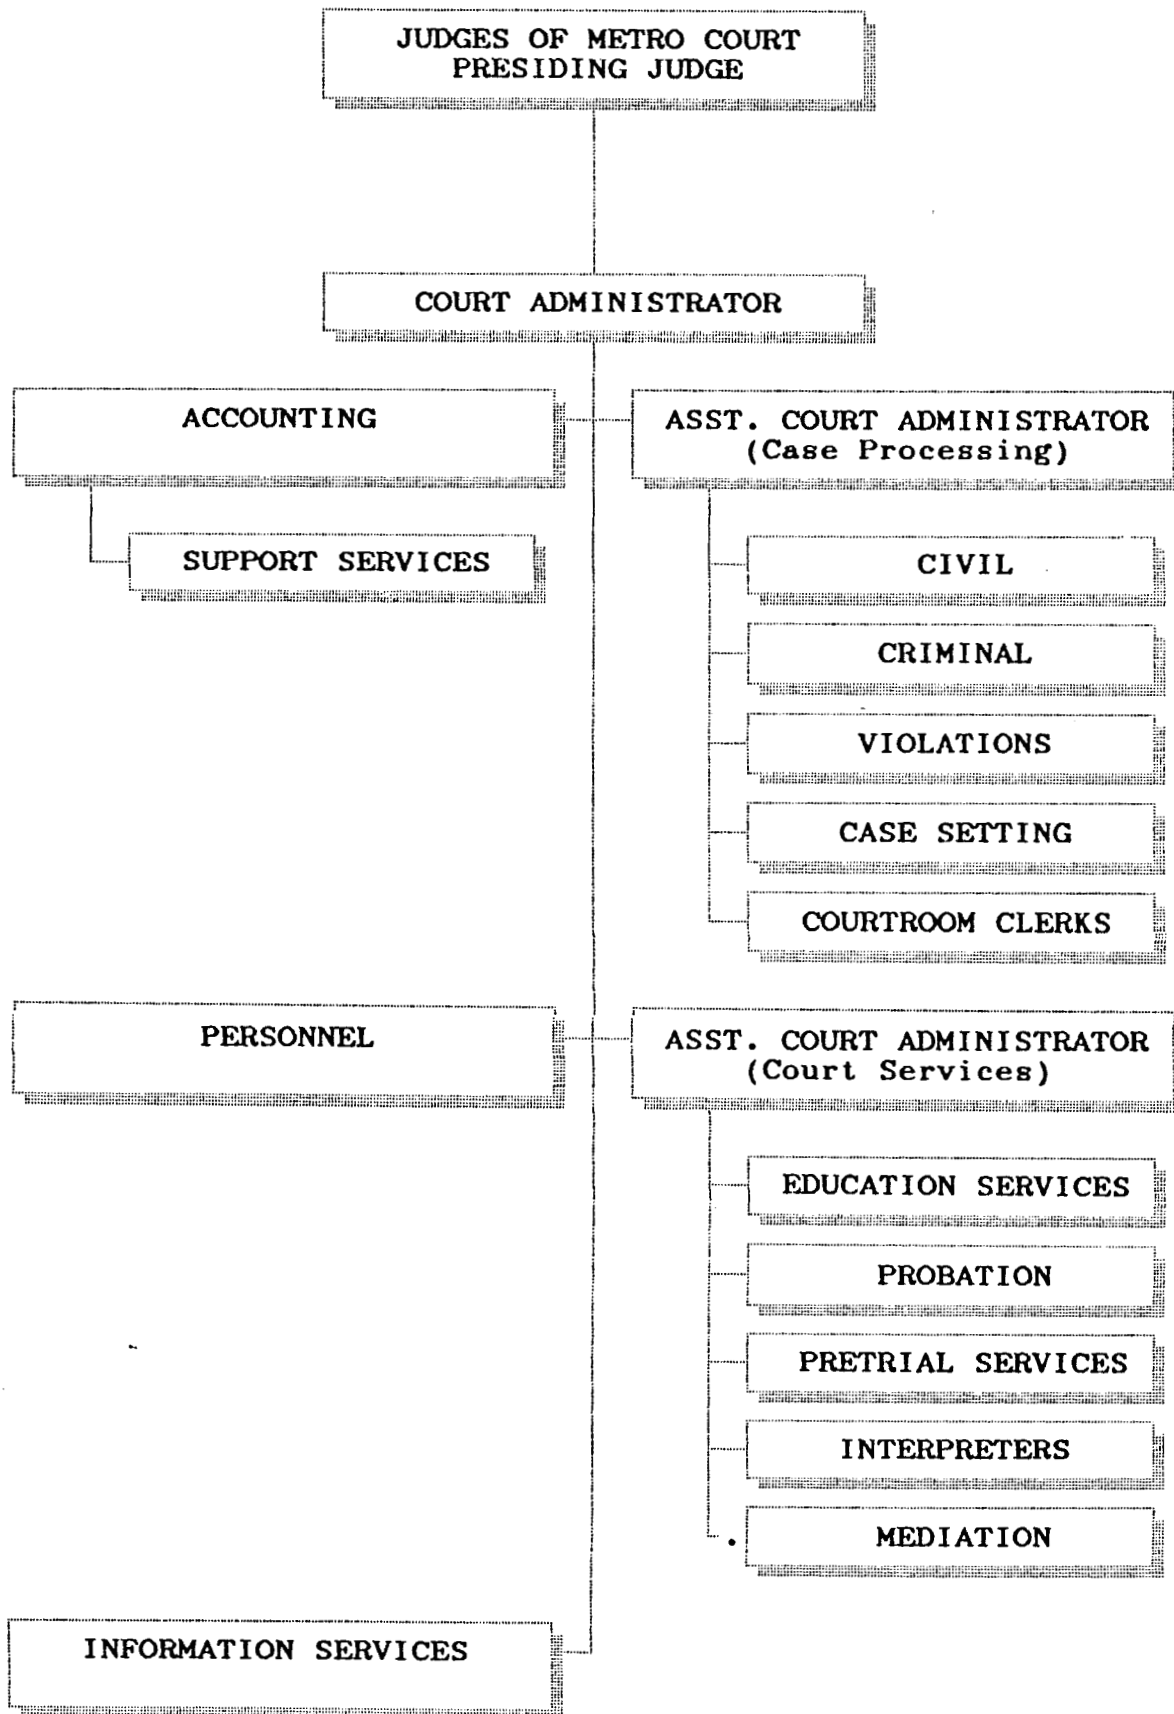 JUDGES OF METRO COURT
PRESIDING JUDGE
COURT ADMINISTRATOR
ACCOUNTING
SUPPORT SERVICES
ASST. COURT ADMINISTRATOR
(Case Processing)
CIVIL
CRIMINAL
VIOLATIONS
CASE SETTING
COURTROOM CLERKS
PERSONNEL
ASST. COURT ADMINISTRATOR
(Court Services)
EDUCATION SERVICES
PROBATION
PRETRIAL SERVICES
INTERPRETERS
MEDIATION
INFORMATION SERVICES